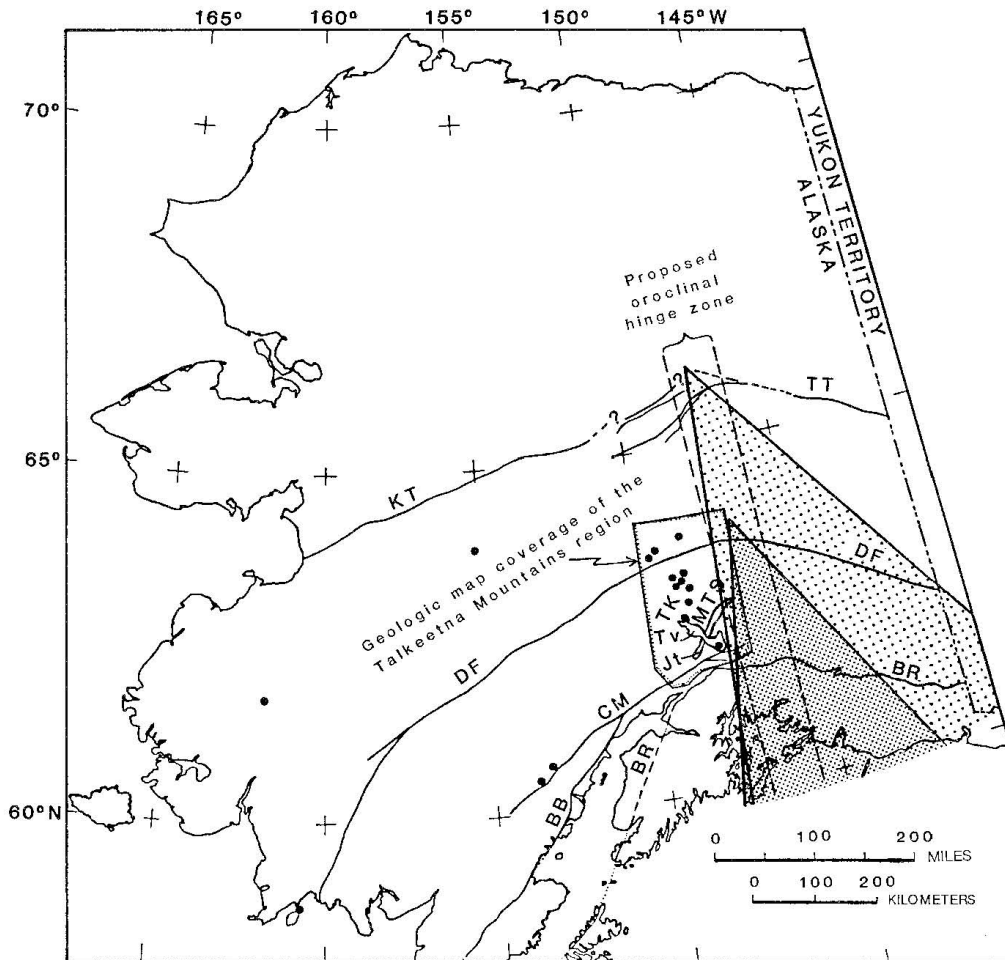 165° 160° 155° 150° 145°W
70°
65°
60°N
YUKON TERRITORY
ALASKA
Proposed
oroclinal
hinge zone
?
?
TT
KT
Geologic map coverage of the
Talkeetna Mountains region
DF
DF
TK
MTS
Tv
Jt
BR
CM
BR
BB
0 100 200
MILES
0 100 200
KILOMETERS